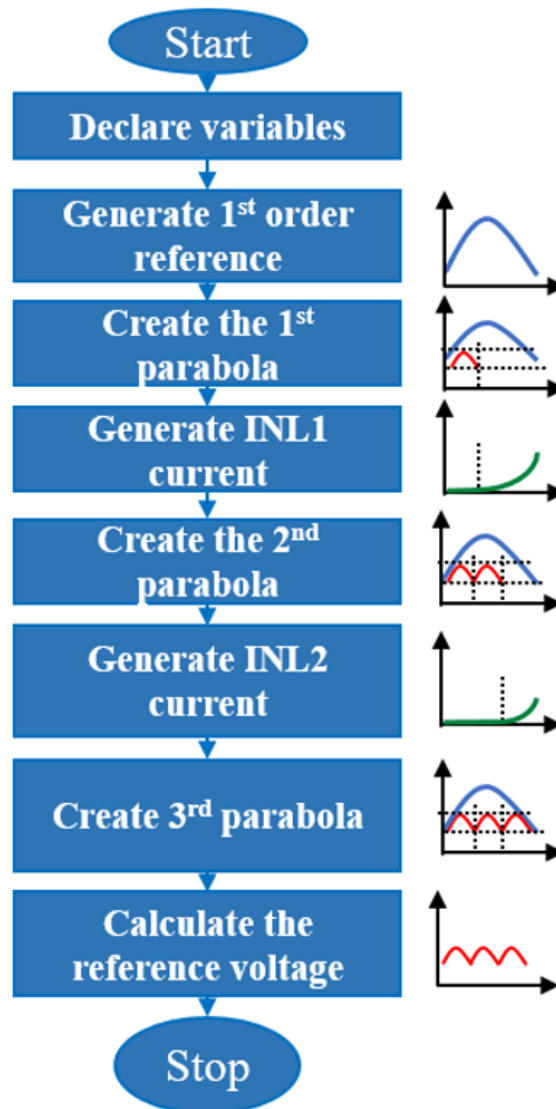 Start
Declare variables
Generate 1st order
reference
Create the 1st
parabola
Generate INL1
current
Create the 2nd
parabola
Generate INL2
current
Create 3rd parabola
Calculate the
reference voltage
Stop